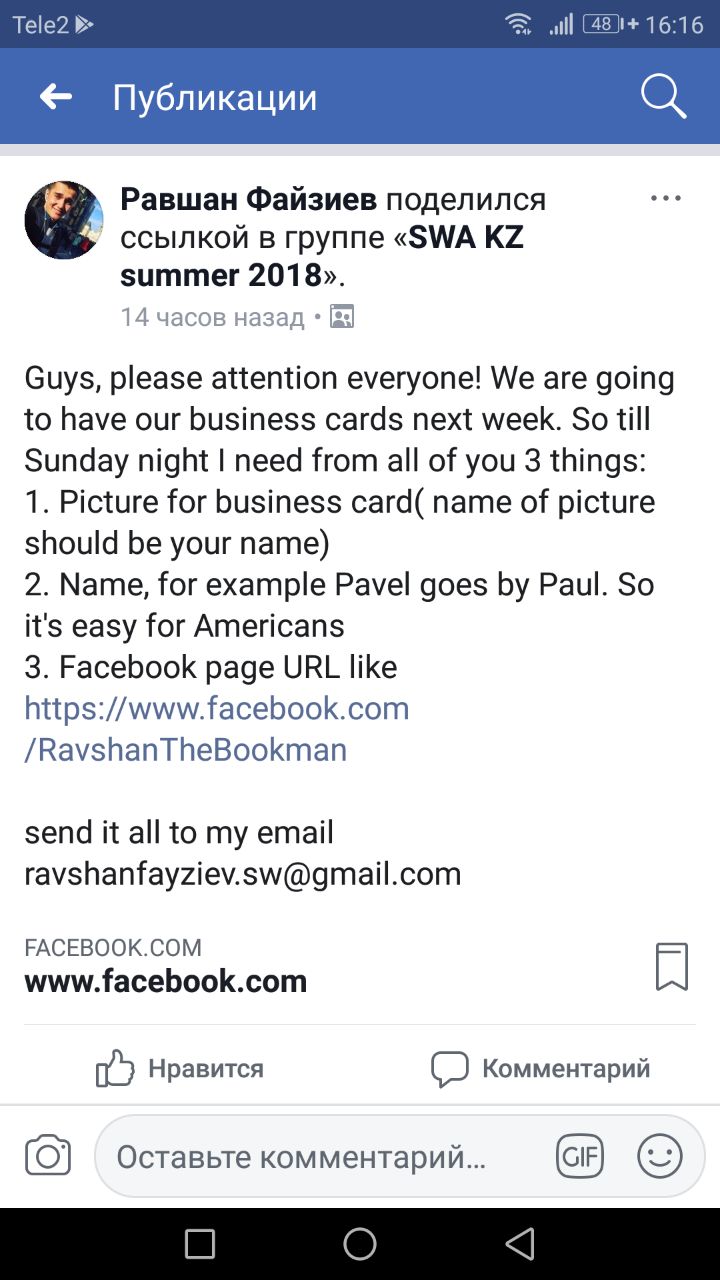 Tele2 48 16:16
Публикации
Равшан Файзиев поделился
ссылкой в группе «SWA KZ
summer 2018».
14 часов назад •
Guys, please attention everyone! We are going
to have our business cards next week. So till
Sunday night I need from all of you 3 things:
1. Picture for business card( name of picture
should be your name)
2. Name, for example Pavel goes by Paul. So
it's easy for Americans
3. Facebook page URL like
https://www.facebook.com
/RavshanTheBookman
send it all to my email
ravshanfayziev.sw@gmail.com
FACEBOOK.COM
www.facebook.com
Нравится Комментарий
Оставьте комментарий... GIF